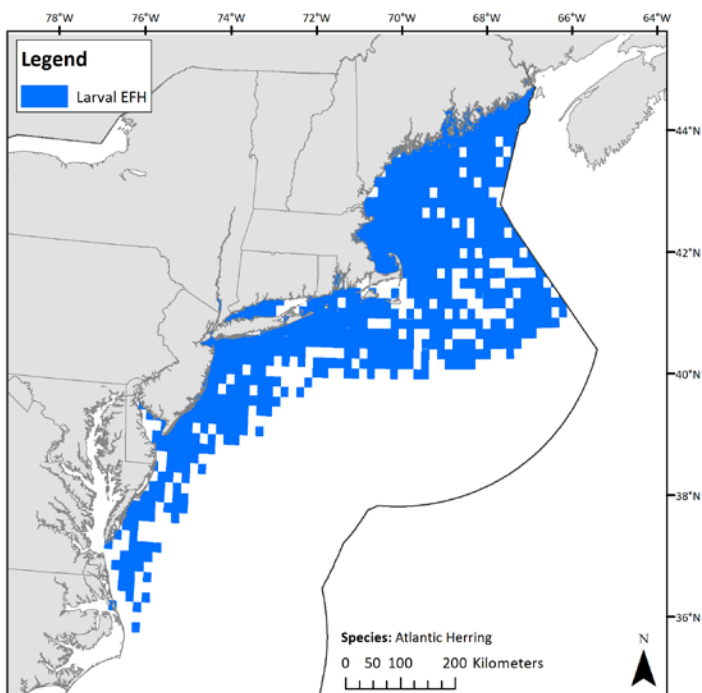 78°W 76°W 74°W 72°W 70°W 68°W 66°W 64°W
Legend
Larval EFH
44°N
42°N
40°N
38°N
36°N
Species: Atlantic Herring
0 50 100 200 Kilometers
N